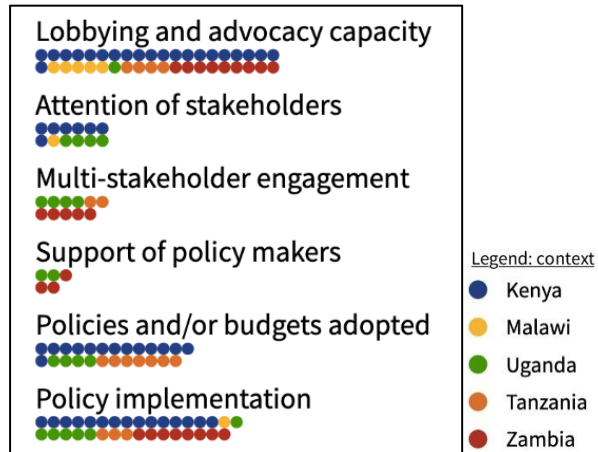 Lobbying and advocacy capacity
Attention of stakeholders
Multi-stakeholder engagement
Support of policy makers
Policies and/or budgets adopted
Policy implementation
Legend: context
Kenya
Malawi
Uganda
Tanzania
Zambia